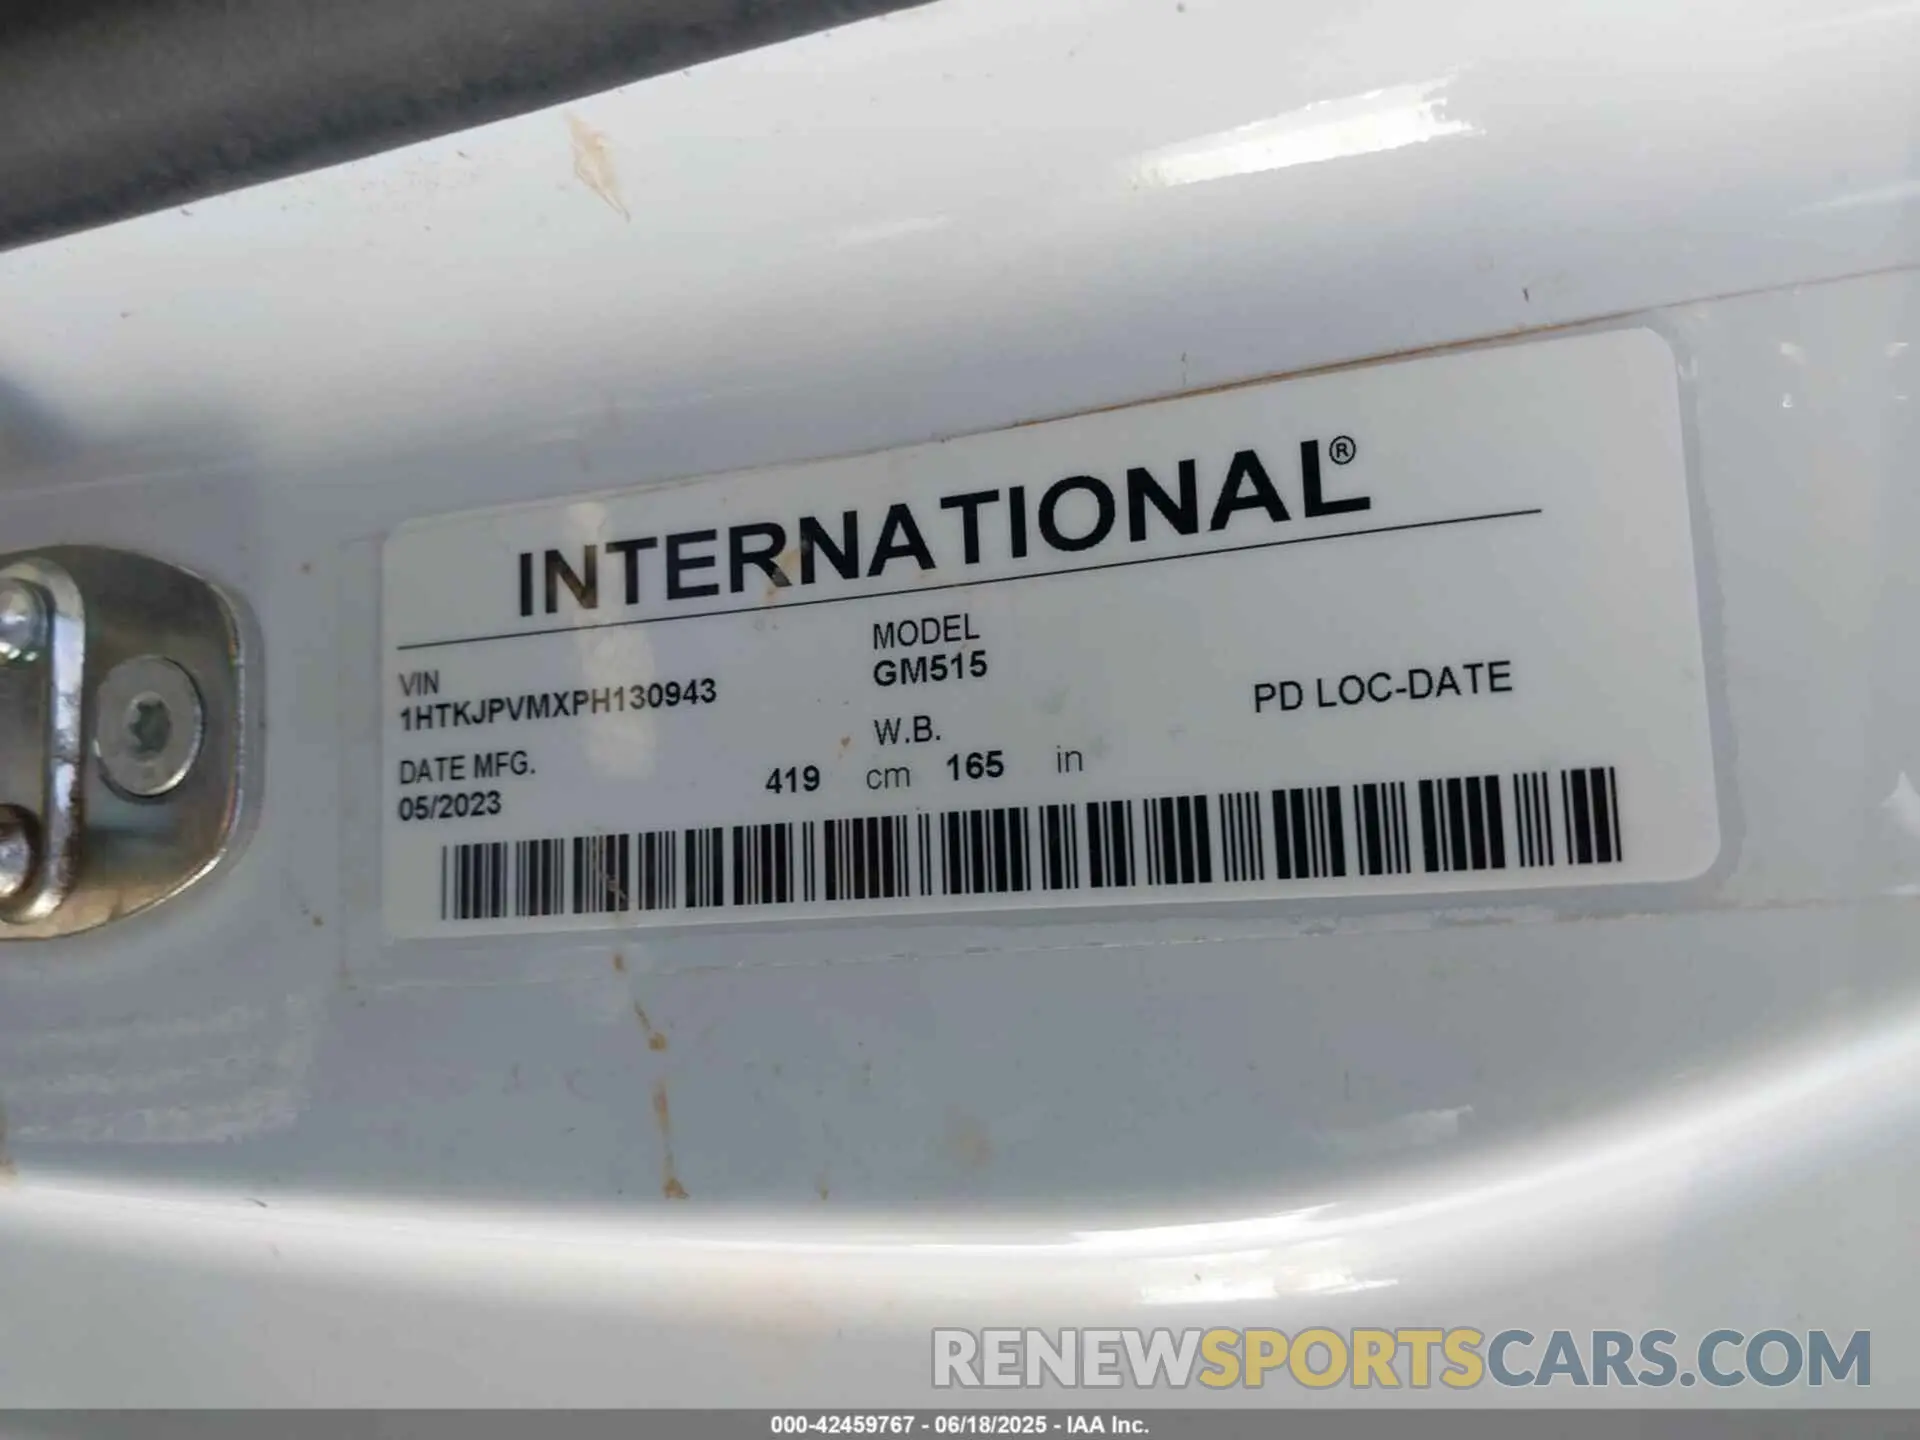 INTERNATIONAL®
VIN
1HTKJPVMXPH130943
MODEL
GM515
PD LOC-DATE
DATE MFG.
05/2023
W.B.
419 cm 165 in
RENEWSPORTSCARS.COM
000-42459767 - 06/18/2025 - IAA Inc.